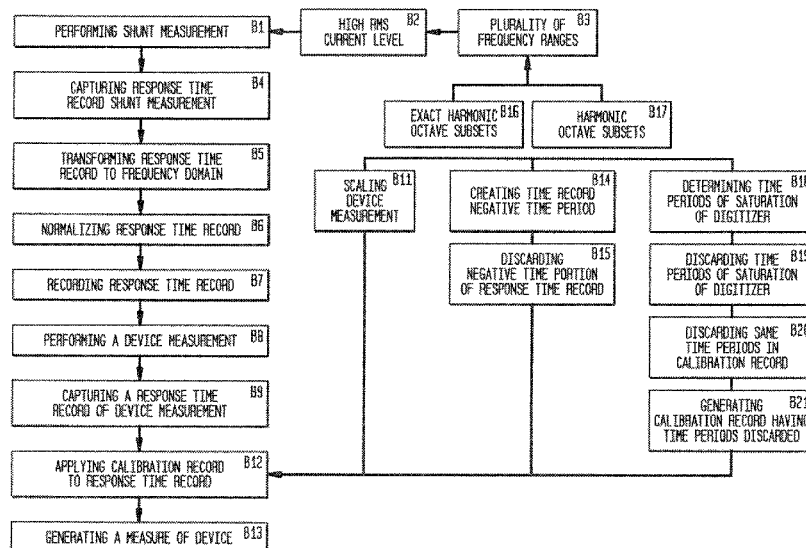 PERFORMING SHUNT MEASUREMENT B1
HIGH RMS B2
CURRENT LEVEL
PLURALITY OF B3
FREQUENCY RANGES
CAPTURING RESPONSE TIME B4
RECORD SHUNT MEASUREMENT
EXACT HARMONIC B16
OCTAVE SUBSETS
HARMONIC B17
OCTAVE SUBSETS
TRANSFORMING RESPONSE TIME B5
RECORD TO FREQUENCY DOMAIN
NORMALIZING RESPONSE TIME RECORD B6
RECORDING RESPONSE TIME RECORD B7
PERFORMING A DEVICE MEASUREMENT B8
CAPTURING A RESPONSE TIME B9
RECORD OF DEVICE MEASUREMENT
APPLYING CALIBRATION RECORD B12
TO RESPONSE TIME RECORD
GENERATING A MEASURE OF DEVICE B13
B11
SCALING
DEVICE
MEASUREMENT
B14
CREATING TIME RECORD
NEGATIVE TIME PERIOD
B15
DISCARDING
NEGATIVE TIME PORTION
OF RESPONSE TIME RECORD
B18
DETERMINING TIME
PERIODS OF SATURATION
OF DIGITIZER
B19
DISCARDING TIME
PERIODS OF SATURATION
OF DIGITIZER
B20
DISCARDING SAME
TIME PERIODS IN
CALIBRATION RECORD
B21
GENERATING
CALIBRATION RECORD HAVING
TIME PERIODS DISCARDED